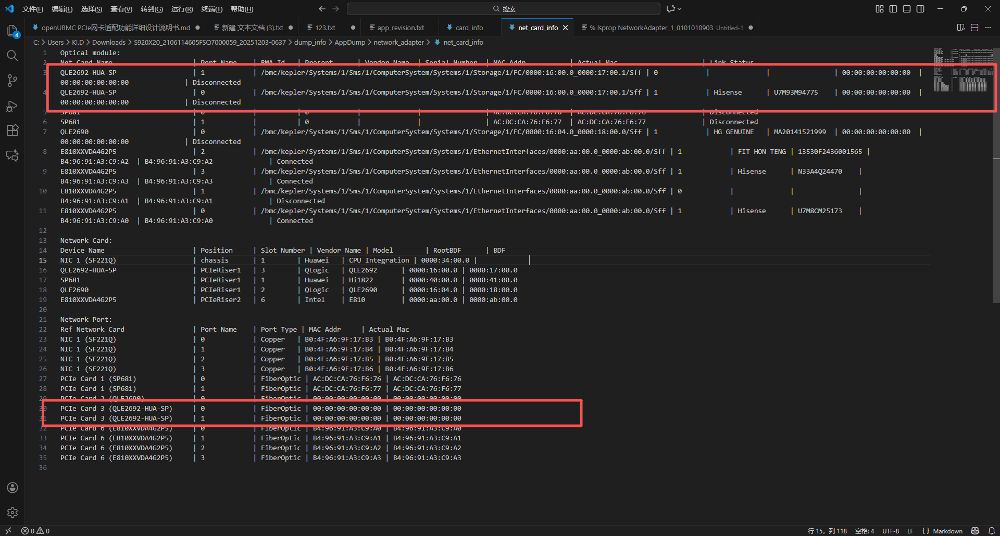 文件(F) 编辑(E) 选择(S) 查看(V) 转到(G) 运行(R) 终端(T) 帮助(H) 搜索
openUBMC PCIe网卡适配功能详细设计说明书.md 新建 文本文档 (3).txt 123.txt app_revision.txt card_info net_card_info % lsprop NetworkAdapter_1_0101010903 Untitled-1
C: > Users > KI.D > Downloads > S920X20_2106114605FSQ7000059_20251203-0637 > dump_info > AppDump > network_adapter > net_card_info
1 Optical module:
2 Net Card Name | Port Name | BMA Id | Present | Vendor Name | Serial Number | MAC Addr | Actual Mac | Link Status
3 QLE2692-HUA-SP | 1 | /bmc/kepler/Systems/1/Sms/1/ComputerSystem/Systems/1/Storage/1/FC/0000:16:00.0_0000:17:00.1/Sff | 0 | | | 00:00:00:00:00:00 |
00:00:00:00:00:00 | Disconnected
4 QLE2692-HUA-SP | 0 | /bmc/kepler/Systems/1/Sms/1/ComputerSystem/Systems/1/Storage/1/FC/0000:16:00.0_0000:17:00.1/Sff | 1 | Hisense | U7M93M94775 | 00:00:00:00:00:00 |
00:00:00:00:00:00 | Disconnected
5 SP681 | 0 | | 0 | | | AC:DC:CA:76:F6:76 | AC:DC:CA:76:F6:76 | Disconnected
6 SP681 | 1 | | 0 | | | AC:DC:CA:76:F6:77 | AC:DC:CA:76:F6:77 | Disconnected
7 QLE2690 | 0 | /bmc/kepler/Systems/1/Sms/1/ComputerSystem/Systems/1/Storage/1/FC/0000:16:04.0_0000:18:00.0/Sff | 1 | HG GENUINE | MA20141521999 | 00:00:00:00:00:00 |
00:00:00:00:00:00 | Disconnected
8 E810XXVDA4G2P5 | 2 | /bmc/kepler/Systems/1/Sms/1/ComputerSystem/Systems/1/EthernetInterfaces/0000:aa:00.0_0000:ab:00.0/Sff | 1 | FIT HON TENG | 13530F2436001565 |
B4:96:91:A3:C9:A2 | B4:96:91:A3:C9:A2 | Connected
9 E810XXVDA4G2P5 | 3 | /bmc/kepler/Systems/1/Sms/1/ComputerSystem/Systems/1/EthernetInterfaces/0000:aa:00.0_0000:ab:00.0/Sff | 1 | Hisense | N33A4Q24470 |
B4:96:91:A3:C9:A3 | B4:96:91:A3:C9:A3 | Connected
10 E810XXVDA4G2P5 | 1 | /bmc/kepler/Systems/1/Sms/1/ComputerSystem/Systems/1/EthernetInterfaces/0000:aa:00.0_0000:ab:00.0/Sff | 0 | | |
B4:96:91:A3:C9:A1 | B4:96:91:A3:C9:A1 | Disconnected
11 E810XXVDA4G2P5 | 0 | /bmc/kepler/Systems/1/Sms/1/ComputerSystem/Systems/1/EthernetInterfaces/0000:aa:00.0_0000:ab:00.0/Sff | 1 | Hisense | U7M8CM25173 |
B4:96:91:A3:C9:A0 | B4:96:91:A3:C9:A0 | Connected
12
13 Network Card:
14 Device Name | Position | Slot Number | Vendor Name | Model | RootBDF | BDF
15 NIC 1 (SF221Q) | chassis | 1 | Huawei | CPU Integration | 0000:34:00.0 |
16 QLE2692-HUA-SP | PCIeRiser1 | 3 | QLogic | QLE2692 | 0000:16:00.0 | 0000:17:00.0
17 SP681 | PCIeRiser1 | 1 | Huawei | Hi1822 | 0000:40:00.0 | 0000:41:00.0
18 QLE2690 | PCIeRiser1 | 2 | QLogic | QLE2690 | 0000:16:04.0 | 0000:18:00.0
19 E810XXVDA4G2P5 | PCIeRiser2 | 6 | Intel | E810 | 0000:aa:00.0 | 0000:ab:00.0
20
21 Network Port:
22 Ref Network Card | Port Name | Port Type | MAC Addr | Actual Mac
23 NIC 1 (SF221Q) | 0 | Copper | B0:4F:A6:9F:17:B3 | B0:4F:A6:9F:17:B3
24 NIC 1 (SF221Q) | 1 | Copper | B0:4F:A6:9F:17:B4 | B0:4F:A6:9F:17:B4
25 NIC 1 (SF221Q) | 2 | Copper | B0:4F:A6:9F:17:B5 | B0:4F:A6:9F:17:B5
26 NIC 1 (SF221Q) | 3 | Copper | B0:4F:A6:9F:17:B6 | B0:4F:A6:9F:17:B6
27 PCIe Card 1 (SP681) | 0 | FiberOptic | AC:DC:CA:76:F6:76 | AC:DC:CA:76:F6:76
28 PCIe Card 1 (SP681) | 1 | FiberOptic | AC:DC:CA:76:F6:77 | AC:DC:CA:76:F6:77
29 PCIe Card 2 (QLE2690) | 0 | FiberOptic | 00:00:00:00:00:00 | 00:00:00:00:00:00
30 PCIe Card 3 (QLE2692-HUA-SP) | 0 | FiberOptic | 00:00:00:00:00:00 | 00:00:00:00:00:00
31 PCIe Card 3 (QLE2692-HUA-SP) | 1 | FiberOptic | 00:00:00:00:00:00 | 00:00:00:00:00:00
32 PCIe Card 6 (E810XXVDA4G2P5) | 0 | FiberOptic | B4:96:91:A3:C9:A0 | B4:96:91:A3:C9:A0
33 PCIe Card 6 (E810XXVDA4G2P5) | 1 | FiberOptic | B4:96:91:A3:C9:A1 | B4:96:91:A3:C9:A1
34 PCIe Card 6 (E810XXVDA4G2P5) | 2 | FiberOptic | B4:96:91:A3:C9:A2 | B4:96:91:A3:C9:A2
35 PCIe Card 6 (E810XXVDA4G2P5) | 3 | FiberOptic | B4:96:91:A3:C9:A3 | B4:96:91:A3:C9:A3
36
4
0 0 行 15，列 118 空格: 4 UTF-8 LF { } Markdown